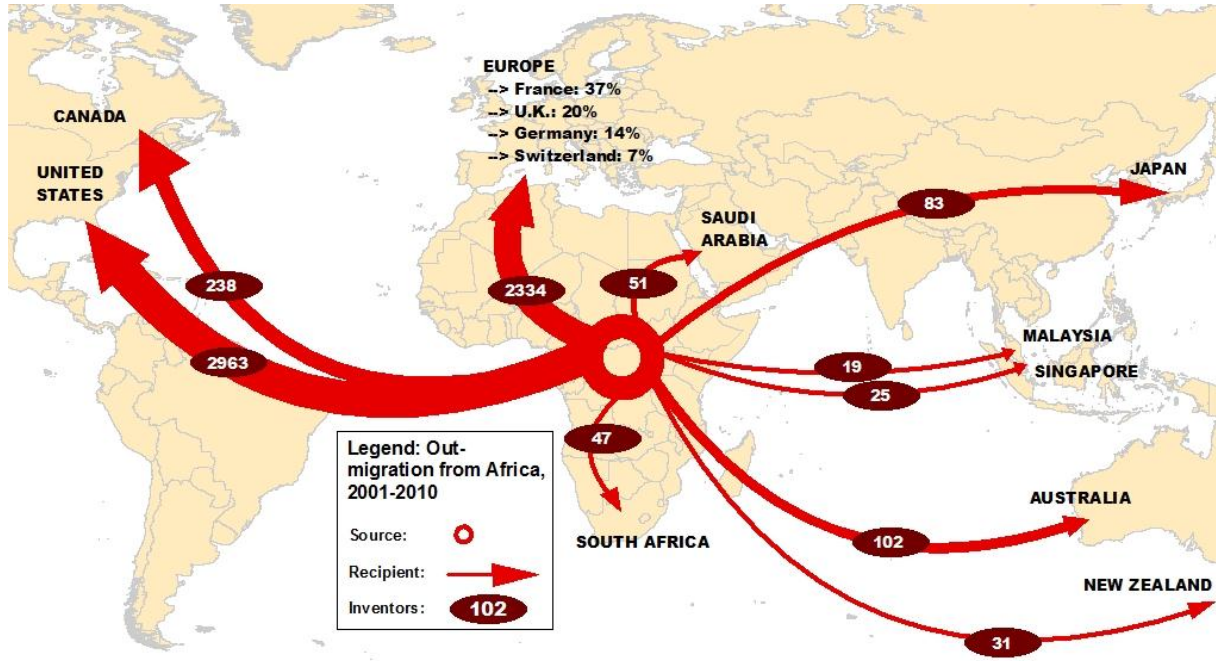 EUROPE
--> France: 37%
--> U.K.: 20%
--> Germany: 14%
--> Switzerland: 7%
CANADA
UNITED
STATES
JAPAN
83
SAUDI
ARABIA
238
2334
51
2963
MALAYSIA
19
SINGAPORE
25
47
Legend: Out-
migration from Africa,
2001-2010
Source:
Recipient:
Inventors: 102
SOUTH AFRICA
AUSTRALIA
102
NEW ZEALAND
31